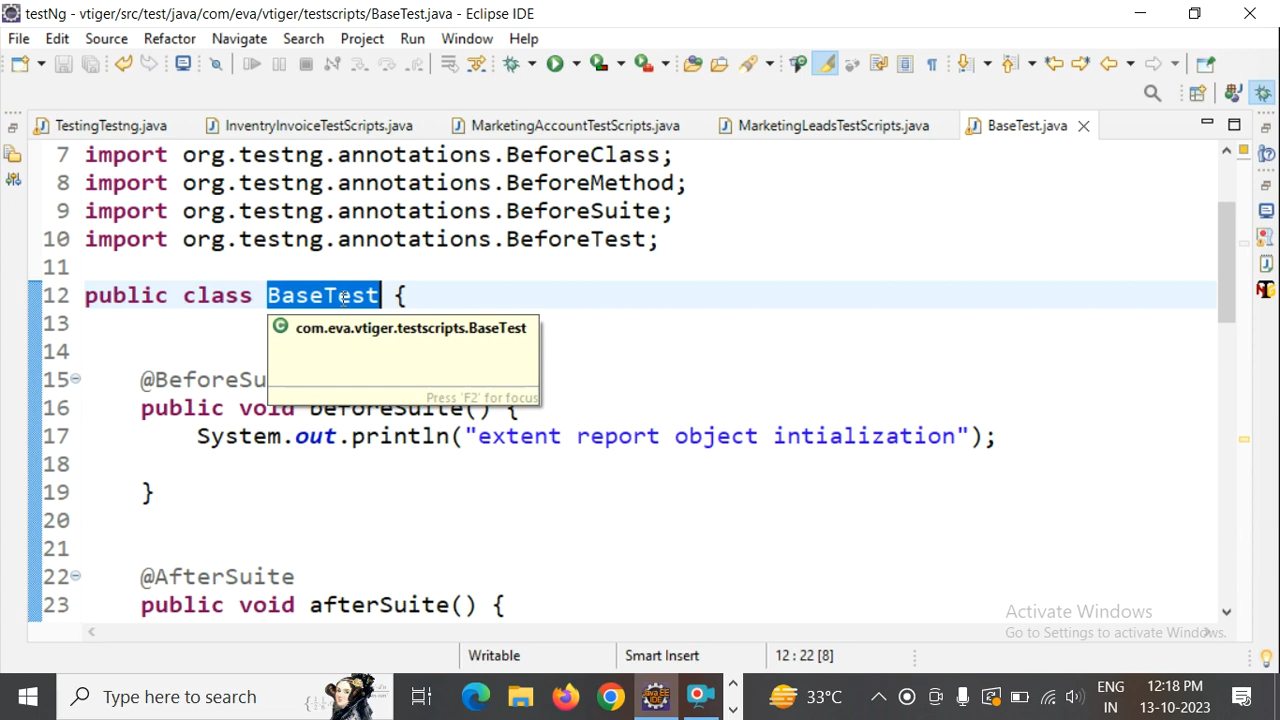 testNg - vtiger/src/test/java/com/eva/vtiger/testscripts/BaseTest.java - Eclipse IDE
File Edit Source Refactor Navigate Search Project Run Window Help
TestingTestng.java InventryInvoiceTestScripts.java MarketingAccountTestScripts.java MarketingLeadsTestScripts.java BaseTest.java
7 import org.testng.annotations.BeforeClass;
8 import org.testng.annotations.BeforeMethod;
9 import org.testng.annotations.BeforeSuite;
10 import org.testng.annotations.BeforeTest;
11
12 public class BaseTest {
13
com.eva.vtiger.testscripts.BaseTest
14
15 @BeforeSu
Press 'F2' for focus
16 public void beforeSuite() {
17 System.out.println("extent report object intialization");
18
19 }
20
21
22 @AfterSuite
23 public void afterSuite() {
Activate Windows
Go to Settings to activate Windows.
Writable Smart Insert 12 : 22 [8]
Type here to search
33°C
ENG
IN
12:18 PM
13-10-2023